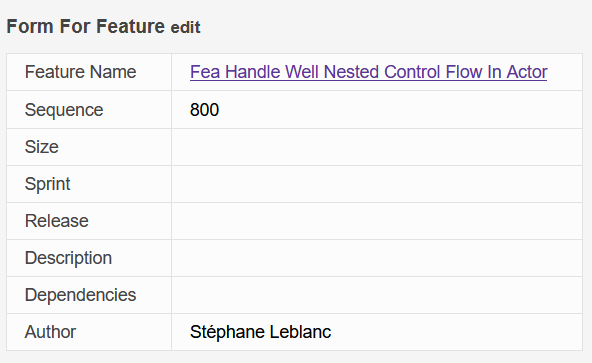 Form For Feature edit
Feature Name Fea Handle Well Nested Control Flow In Actor
Sequence 800
Size
Sprint
Release
Description
Dependencies
Author Stéphane Leblanc